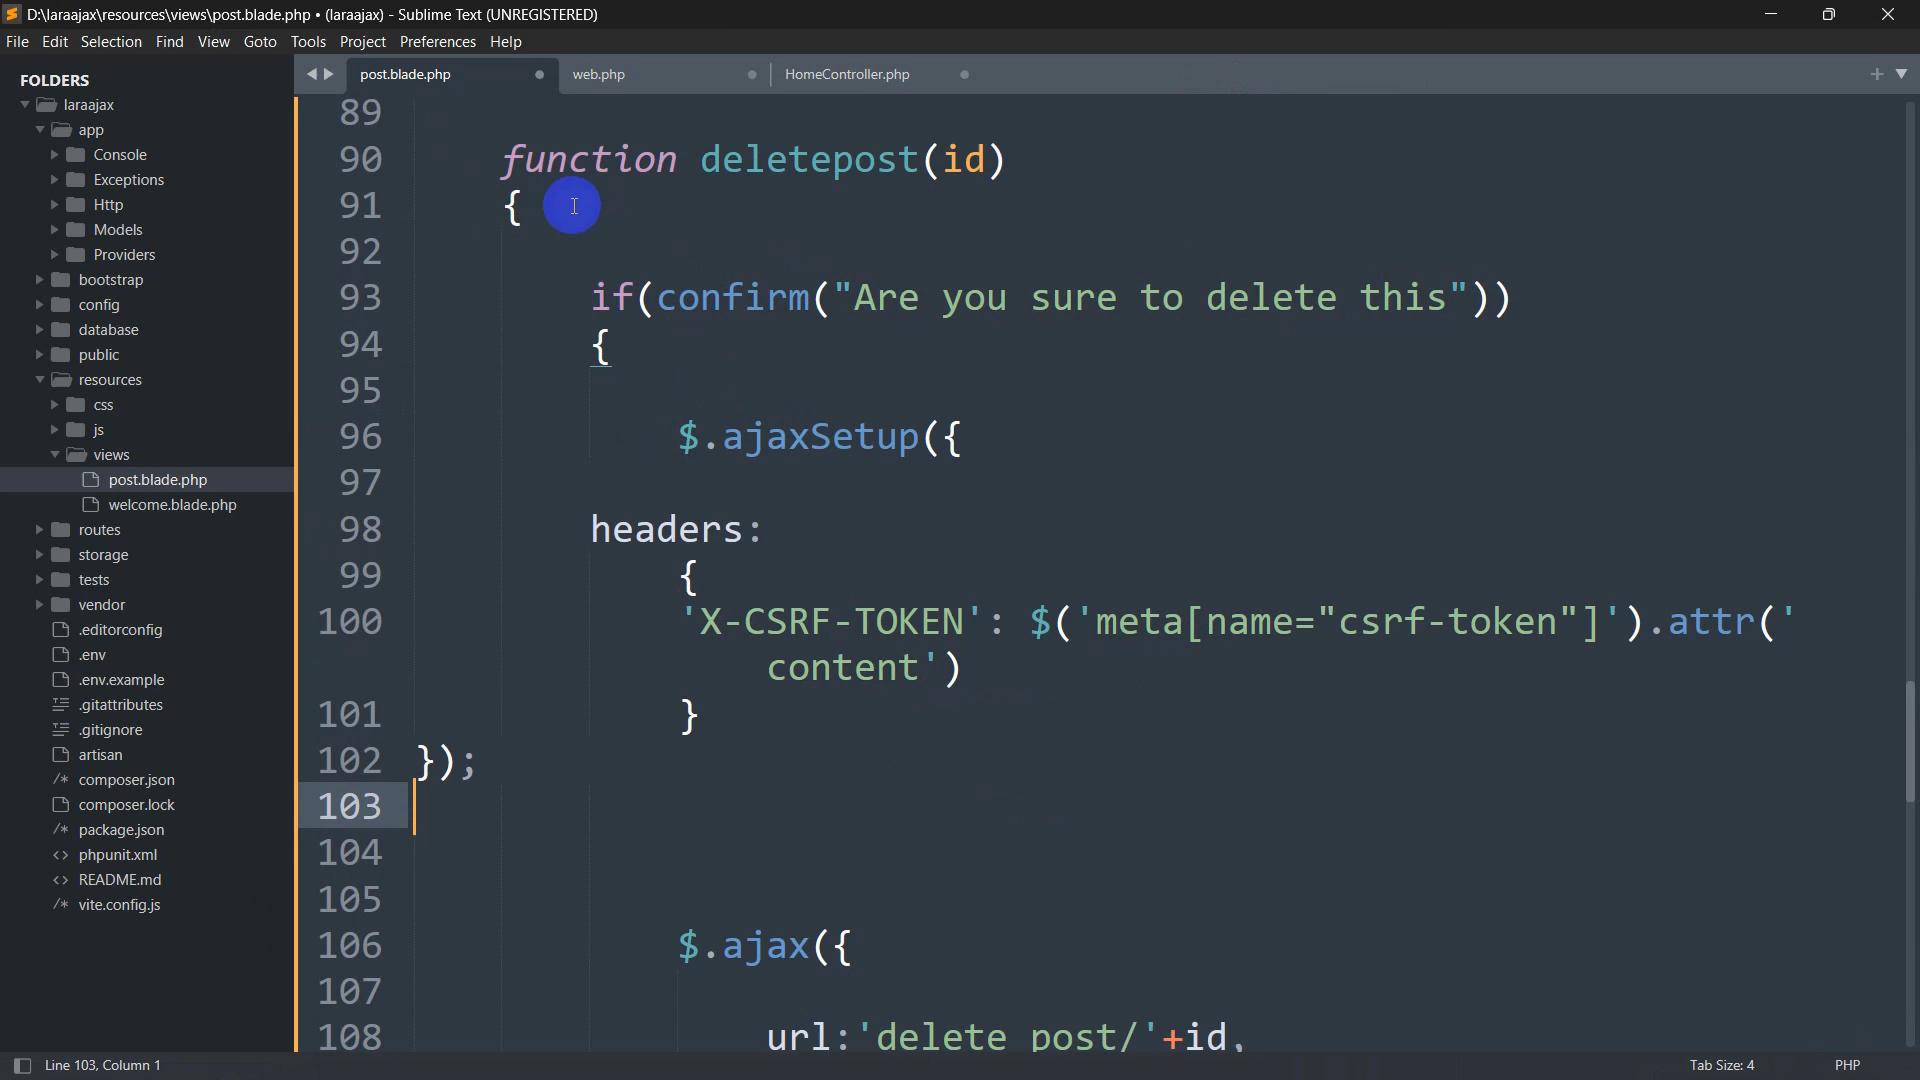 D:\laraajax\resources\views\post.blade.php • (laraajax) - Sublime Text (UNREGISTERED)
File Edit Selection Find View Goto Tools Project Preferences Help
FOLDERS
laraajax
app
Console
Exceptions
Http
Models
Providers
bootstrap
config
database
public
resources
css
js
views
post.blade.php
welcome.blade.php
routes
storage
tests
vendor
.editorconfig
.env
.env.example
.gitattributes
.gitignore
artisan
composer.json
composer.lock
package.json
phpunit.xml
README.md
vite.config.js
post.blade.php web.php HomeController.php
89
90 function deletepost(id)
91 {
92
93 if(confirm("Are you sure to delete this"))
94 {
95
96 $.ajaxSetup({
97
98 headers:
99 {
100 'X-CSRF-TOKEN': $('meta[name="csrf-token"]').attr('
content')
101 }
102 });
103
104
105
106 $.ajax({
107
108 url:'delete_post/'+id,
Line 103, Column 1 Tab Size: 4 PHP